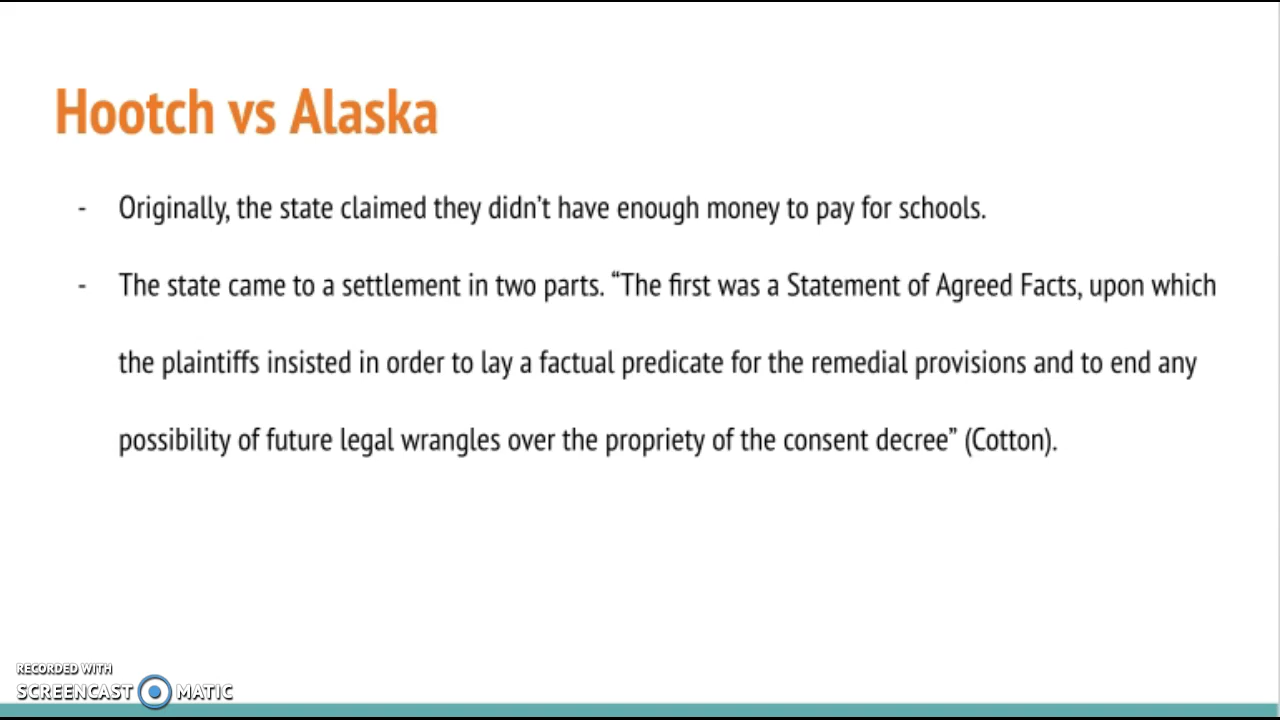 Hootch vs Alaska
- Originally, the state claimed they didn’t have enough money to pay for schools.
- The state came to a settlement in two parts. “The first was a Statement of Agreed Facts, upon which
the plaintiffs insisted in order to lay a factual predicate for the remedial provisions and to end any
possibility of future legal wrangles over the propriety of the consent decree” (Cotton).
RECORDED WITH
SCREENCAST MATIC